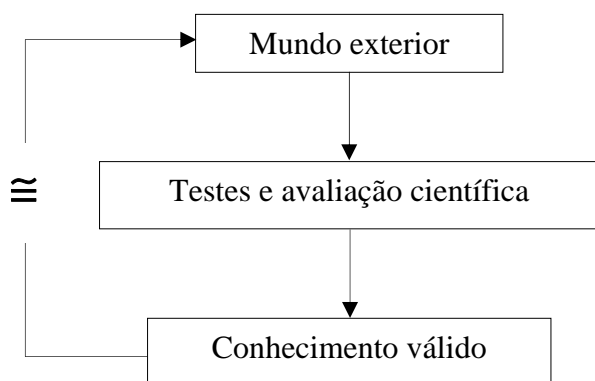 Mundo exterior
≅
Testes e avaliação científica
Conhecimento válido